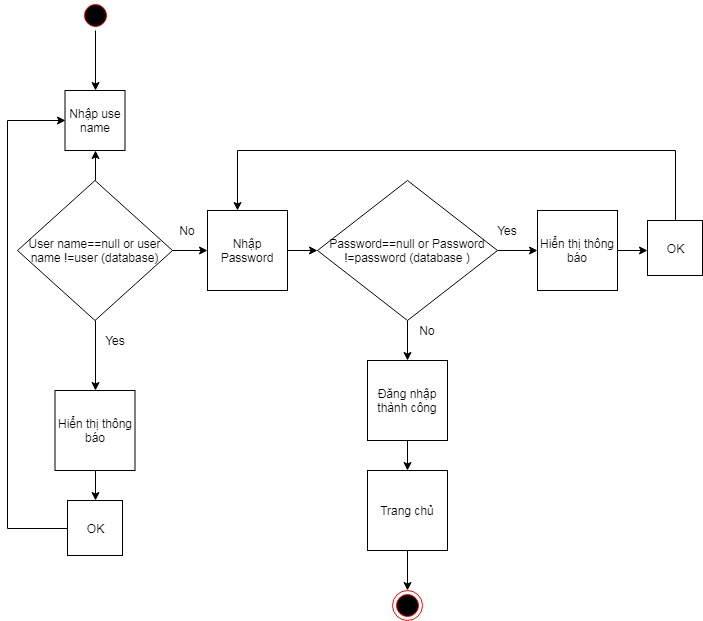 Nhập use
name
User name==null or user
name !=user (database)
No
Nhập
Password
Password==null or Password
!=password (database )
Yes
Hiển thị thông
báo
OK
Yes
No
Hiển thị thông
báo
OK
Đăng nhập
thành công
Trang chủ